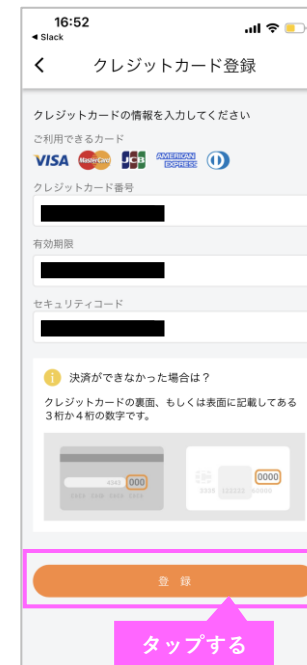 16:52
◀ Slack
クレジットカード登録
クレジットカードの情報を入力してください
ご利用できるカード
VISA MasterCard JCB AMERICAN EXPRESS
クレジットカード番号
有効期限
セキュリティコード
決済ができなかった場合は？
クレジットカードの裏面、もしくは表面に記載してある
3桁か4桁の数字です。
4243 000
0000
登 録
タップする